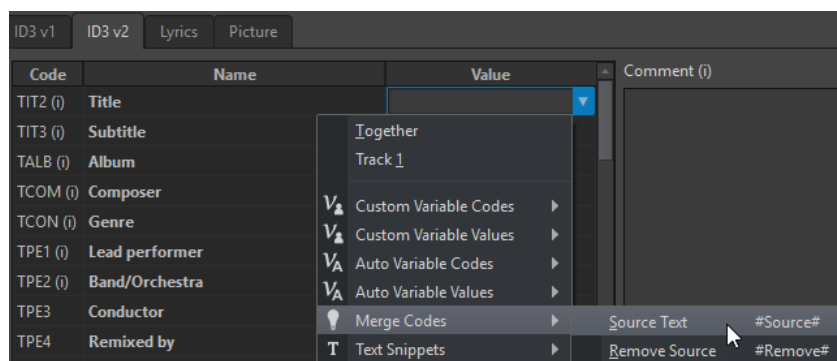 ID3 v1 ID3 v2 Lyrics Picture
Code Name Value Comment (i)
TIT2 (i) Title
TIT3 (i) Subtitle Together
TALB (i) Album Track 1
TCOM (i) Composer Custom Variable Codes
TCON (i) Genre Custom Variable Values
TPE1 (i) Lead performer Auto Variable Codes
TPE2 (i) Band/Orchestra Auto Variable Values
TPE3 Conductor Merge Codes Source Text #Source#
TPE4 Remixed by Text Snippets Remove Source #Remove#